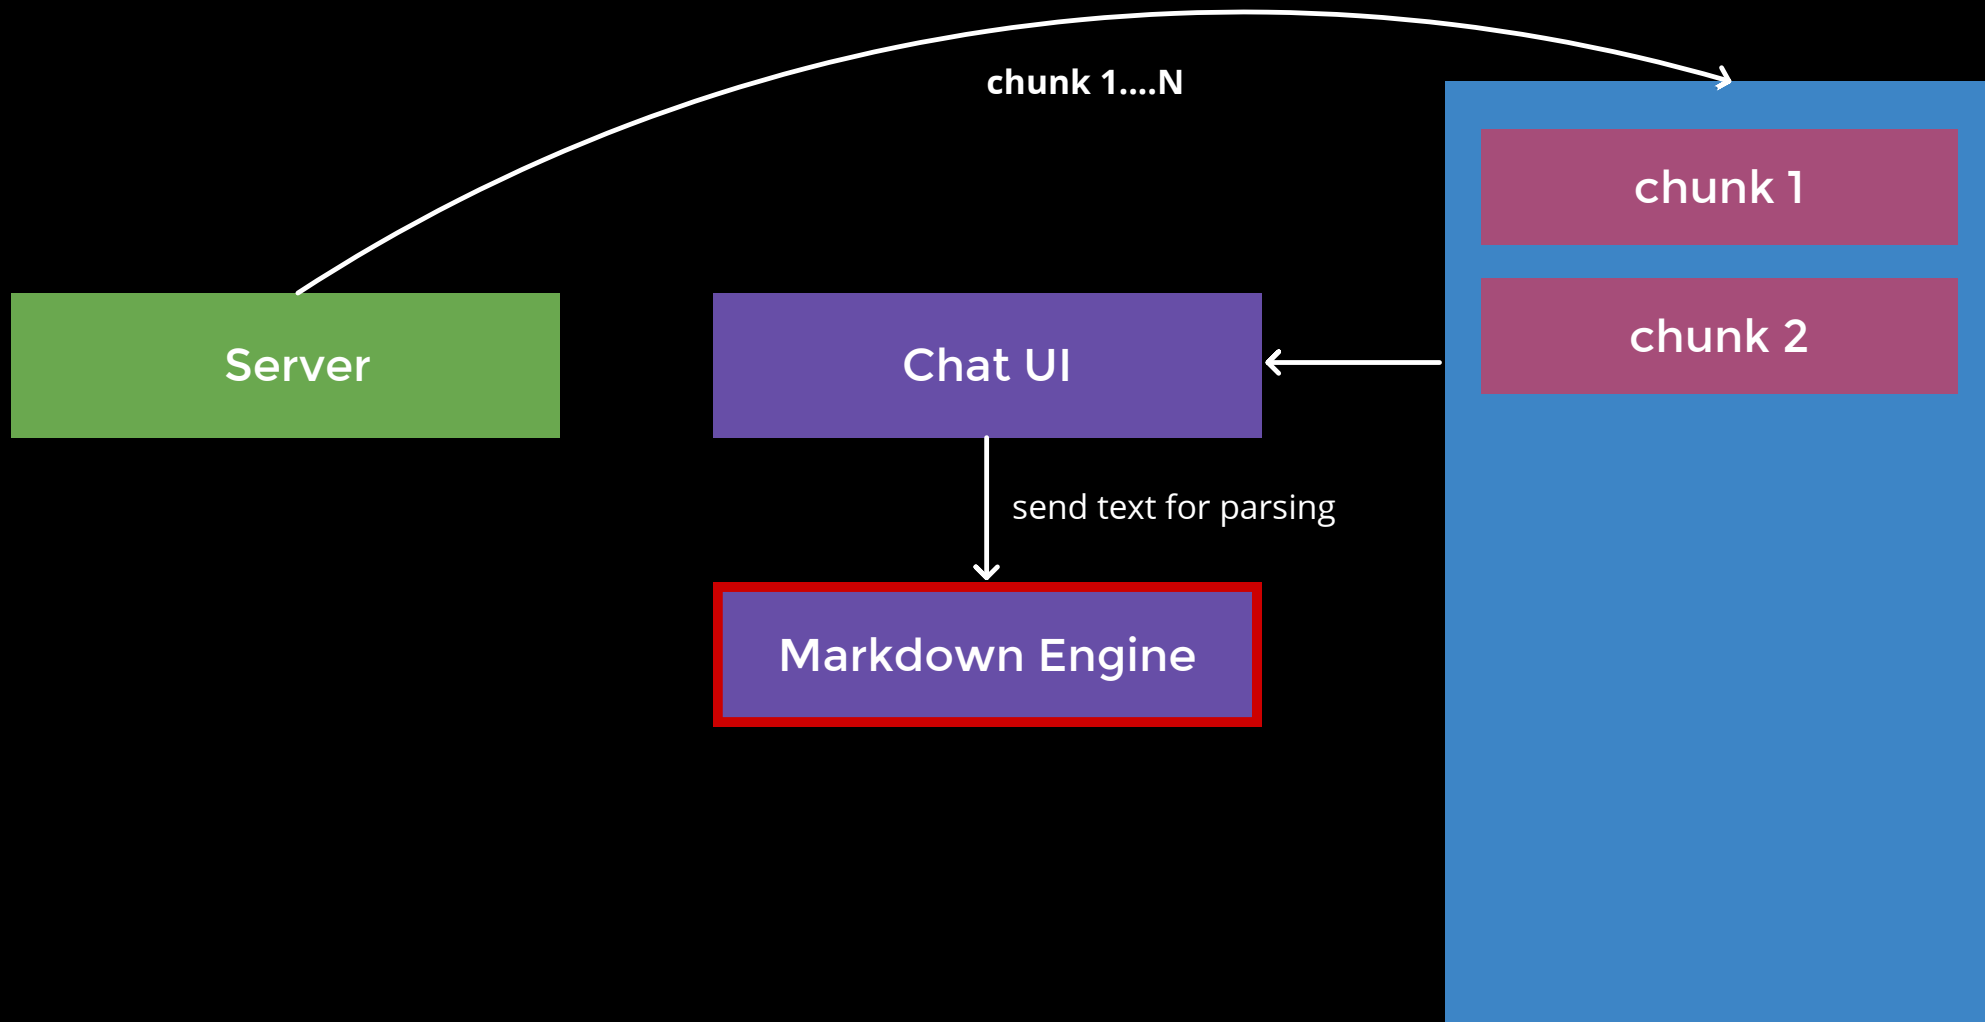 chunk 1....N
chunk 1
chunk 2
Server
Chat UI
send text for parsing
Markdown Engine